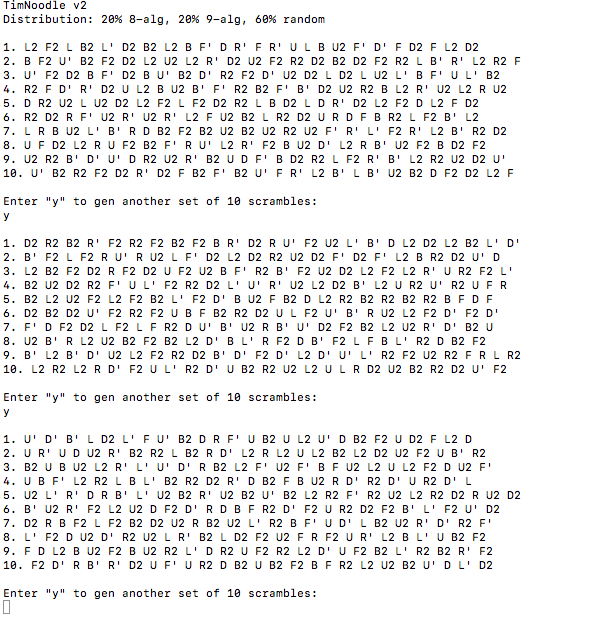 TimNoodle v2
Distribution: 20% 8-alg, 20% 9-alg, 60% random
1. L2 F2 L B2 L' D2 B2 L2 B F' D R' F R' U L B U2 F' D' F D2 F L2 D2
2. B F2 U' B2 F2 D2 L2 U2 L2 R' D2 U2 F2 R2 D2 B2 D2 F2 R2 L B' R' L2 R2 F
3. U' F2 D2 B F' D2 B U' B2 D' R2 F2 D' U2 D2 L D2 L U2 L' B F' U L' B2
4. R2 F D' R' D2 U L2 B U2 B' F' R2 B2 F' B' D2 U2 R2 B L2 R' U2 L2 R U2
5. D R2 U2 L U2 D2 L2 F2 L F2 D2 R2 L B D2 L D R' D2 L2 F2 D L2 F D2
6. R2 D2 R F' U2 R' U2 R' L2 F U2 B2 L R2 D2 U R D F B R2 L F2 B' L2
7. L R B U2 L' B' R D B2 F2 B2 U2 B2 U2 R2 U2 F' R' L' F2 R' L2 B' R2 D2
8. U F D2 L2 R U F2 B2 F' R U' L2 R' F2 B U2 D' L2 R B' U2 F2 B D2 F2
9. U2 R2 B' D' U' D R2 U2 R' B2 U D F' B D2 R2 L F2 R' B' L2 R2 U2 D2 U'
10. U' B2 R2 F2 D2 R' D2 F B2 F' B2 U' F R' L2 B' L B' U2 B2 D F2 D2 L2 F
Enter "y" to gen another set of 10 scrambles:
y
1. D2 R2 B2 R' F2 R2 F2 B2 F2 B R' D2 R U' F2 U2 L' B' D L2 D2 L2 B2 L' D'
2. B' F2 L F2 R U' R U2 L F' D2 L2 D2 R2 U2 D2 F' D2 F' L2 B R2 D2 U' D
3. L2 B2 F2 D2 R F2 D2 U F2 U2 B F' R2 B' F2 U2 D2 L2 F2 L2 R' U R2 F2 L'
4. B2 U2 D2 R2 F' U L' F2 R2 D2 L' U' R' U2 L2 D2 B' L2 U R2 U' R2 U F R
5. B2 L2 U2 F2 L2 F2 B2 L' F2 D' B U2 F B2 D L2 R2 B2 R2 B2 R2 B F D F
6. D2 B2 D2 U' F2 R2 F2 U B F B2 R2 D2 U L F2 U' B' R U2 L2 F2 D' F2 D'
7. F' D F2 D2 L F2 L F R2 D U' B' U2 R B' U' D2 F2 B2 L2 U2 R' D' B2 U
8. U2 B' R L2 U2 B2 F2 B2 L2 D' B L' R F2 D B' F2 L F B L' R2 D B2 F2
9. B' L2 B' D' U2 L2 F2 R2 D2 B' D' F2 D' L2 D' U' L' R2 F2 U2 R2 F R L R2
10. L2 R2 L2 R D' F2 U L' R2 D' U B2 R2 U2 L2 U L R D2 U2 B2 R2 D2 U' F2
Enter "y" to gen another set of 10 scrambles:
y
1. U' D' B' L D2 L' F U' B2 D R F' U B2 U L2 U' D B2 F2 U D2 F L2 D
2. U R' U D U2 R' B2 R2 L B2 R D' L2 R L2 U L2 B2 L2 D2 U2 F2 U B' R2
3. B2 U B U2 L2 R' L' U' D' R B2 L2 F' U2 F' B F U2 L2 U L2 F2 D U2 F'
4. U B F' L2 R2 L B L' B2 R2 D2 R' D B2 F B U2 R D' R2 D' U R2 D' L
5. U2 L' R' D R B' L' U2 B2 R' U2 B2 U' B2 L2 R2 F' R2 U2 L2 R2 D2 R U2 D2
6. B' U2 R' F2 L2 U2 D F2 D' R D B F R2 D' F2 U R2 D2 F2 B' L' F2 U' D2
7. D2 R B F2 L F2 B2 D2 U2 R B2 U2 L' R2 B F' U D' L B2 U2 R' D' R2 F'
8. L' F2 D U2 D' R2 U2 L R' B2 L D2 F2 U2 F R F2 U R' L2 B L' U B2 F2
9. F D L2 B U2 F2 B U2 R2 L' D R2 U F2 R2 L2 D' U F2 B2 L' R2 B2 R' F2
10. F2 D' R B' R' D2 U F' U R2 D B2 U B2 F2 B F R2 L2 U2 B2 U' D L' D2
Enter "y" to gen another set of 10 scrambles: